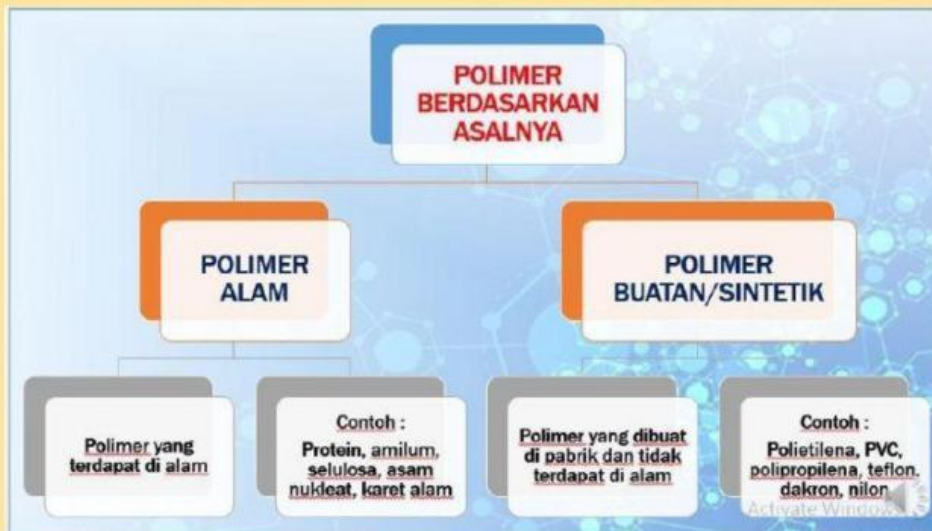 POLIMER
BERDASARKAN
ASALNYA
POLIMER
ALAM
POLIMER
BUATAN/SINTETIK
Polimer yang
terdapat di alam
Contoh :
Protein, amilum,
selulosa, asam
nukleat, karet alam
Polimer yang dibuat
di pabrik dan tidak
terdapat di alam
Contoh :
Polietilena, PVC,
polipropilena, teflon,
dakron, nilon
Activate Windows